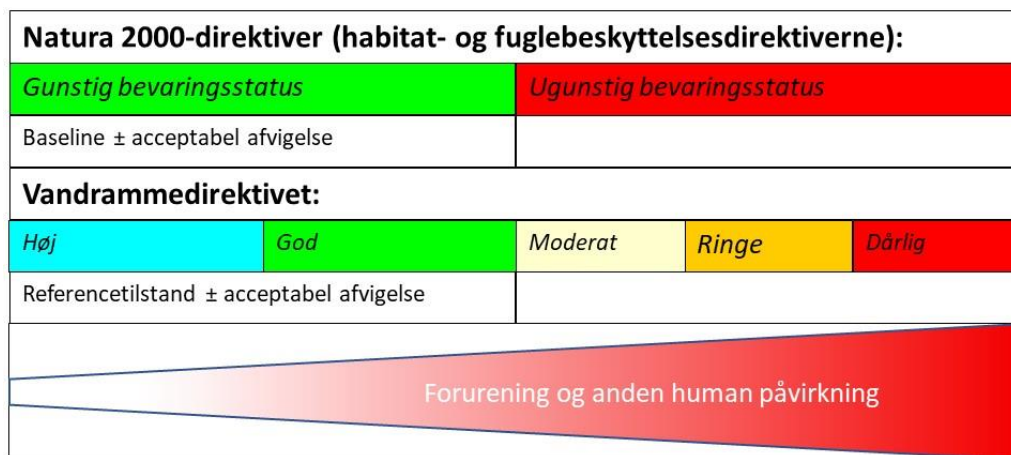 Natura 2000-direktiver (habitat- og fuglebeskyttelsesdirektiverne):
Gunstig bevaringsstatus
Ugunstig bevaringsstatus
Baseline ± acceptabel afvigelse
Vandrammedirektivet:
Høj
God
Moderat
Ringe
Dårlig
Referencetilstand ± acceptabel afvigelse
Forurening og anden human påvirkning